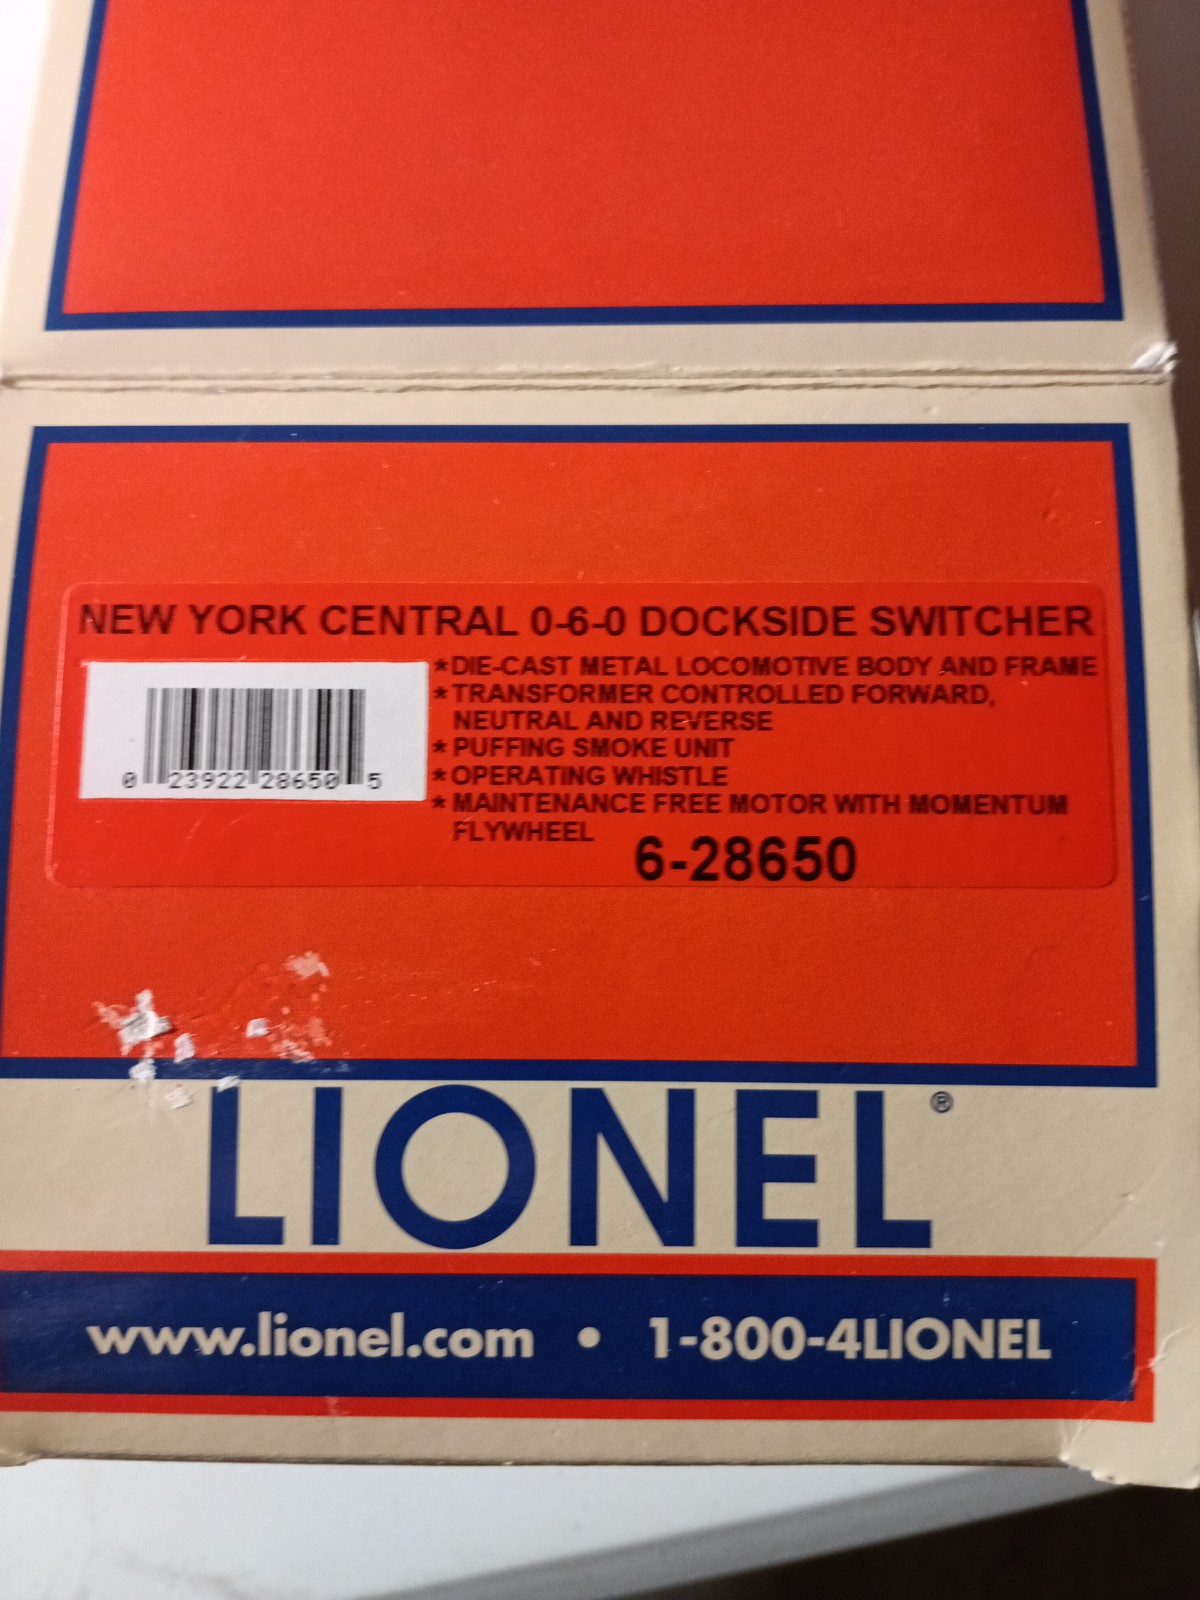 NEW YORK CENTRAL 0-6-0 DOCKSIDE SWITCHER
*DIE-CAST METAL LOCOMOTIVE BODY AND FRAME
*TRANSFORMER CONTROLLED FORWARD,
NEUTRAL AND REVERSE
*PUFFING SMOKE UNIT
*OPERATING WHISTLE
*MAINTENANCE FREE MOTOR WITH MOMENTUM
FLYWHEEL
6-28650
0 23922 28650 5
LIONEL®
www.lionel.com • 1-800-4LIONEL